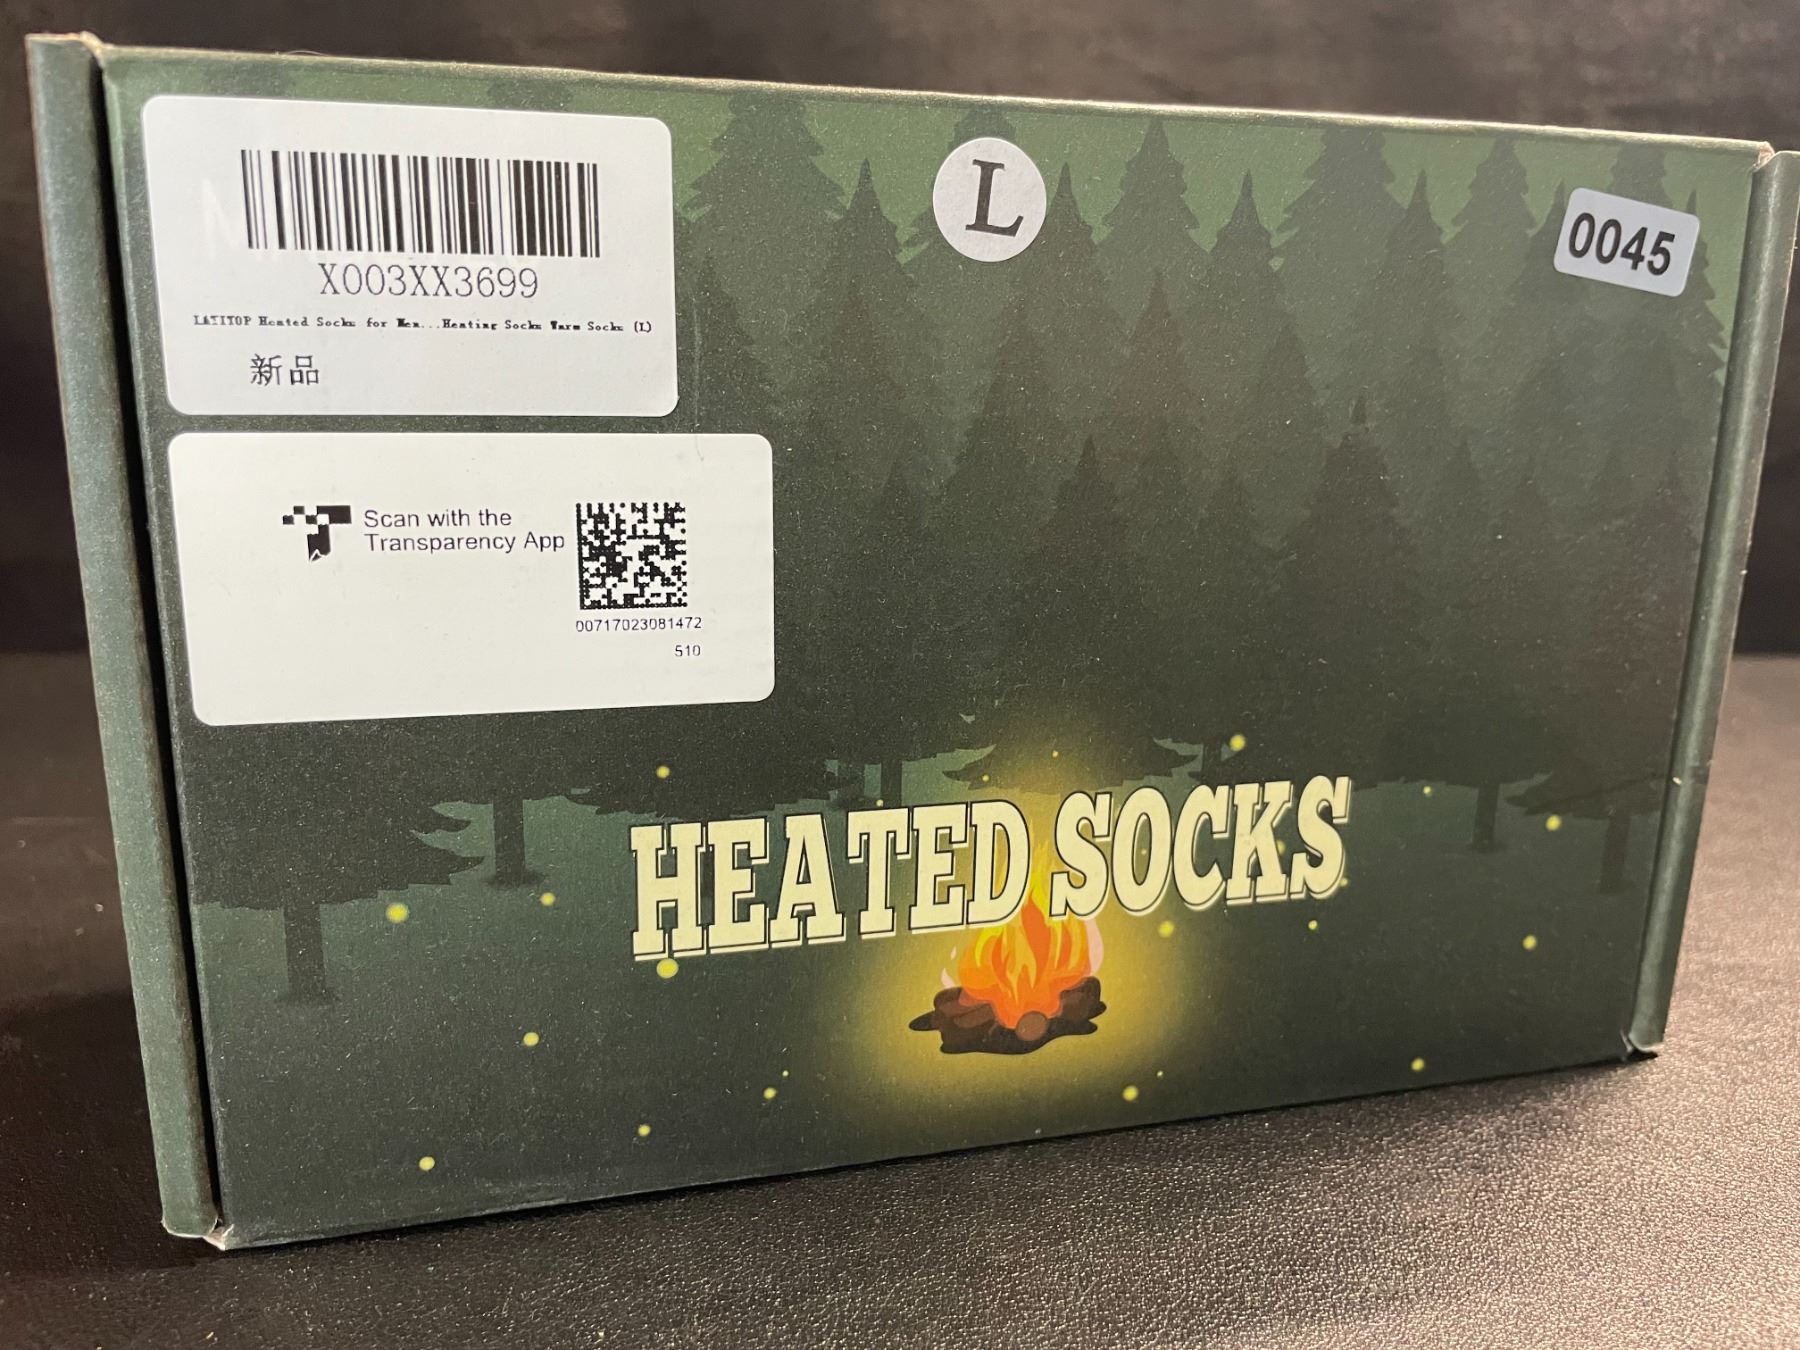 X003XX3699
Heated Socks for Men...Heating Socks Warm Socks (L)
新品
L
0045
Scan with the
Transparency App
00717023081472
510
HEATED SOCKS